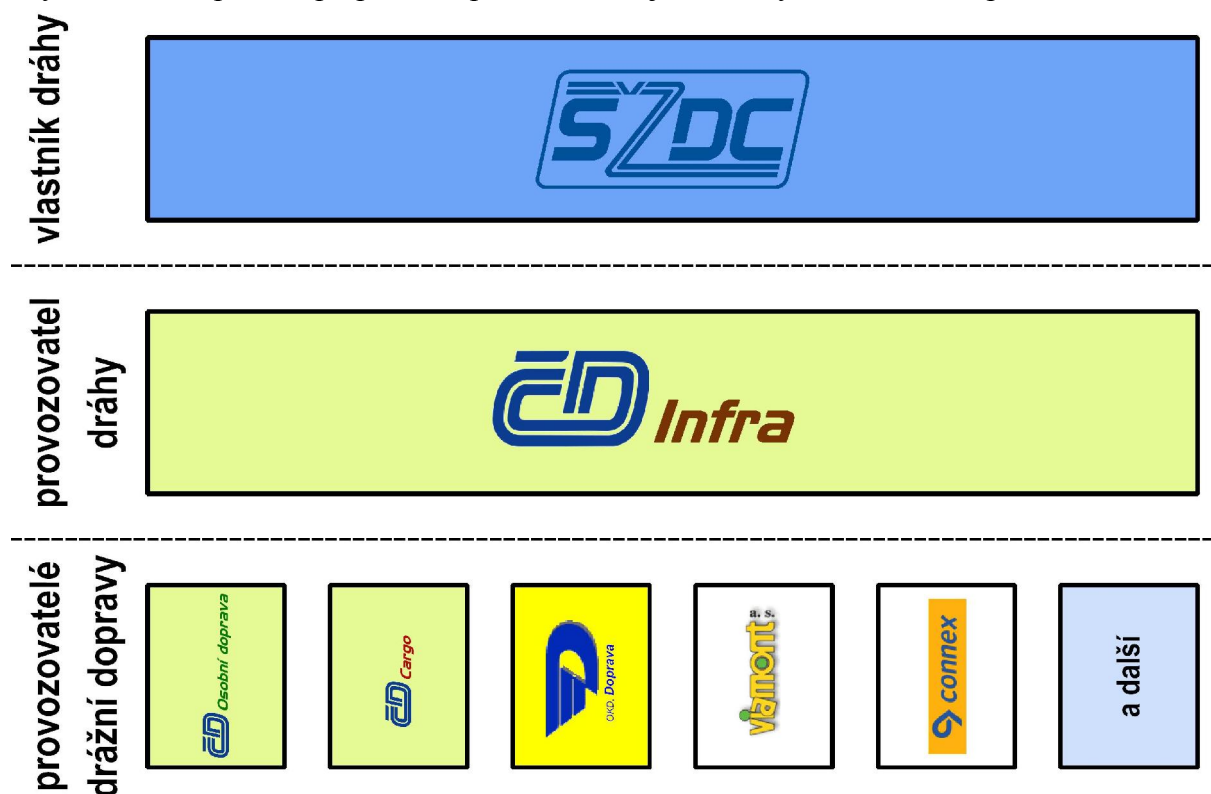 vlastník dráhy
SŽDC
provozovatel
dráhy
ČD Infra
provozovatelé
drážní dopravy
ČD Osobní doprava
ČD Cargo
OKD, Doprava
viamont a. s.
connex
a další